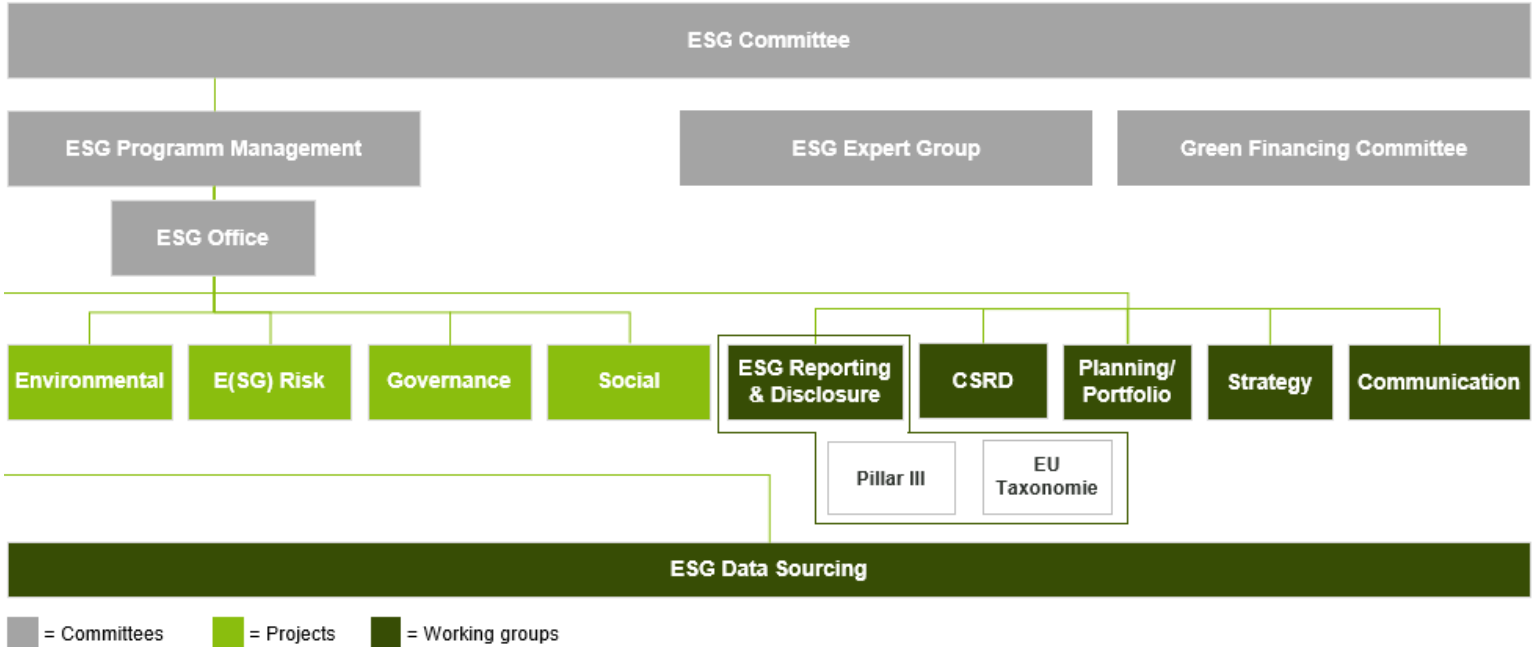 ESG Committee
ESG Programm Management
ESG Expert Group
Green Financing Committee
ESG Office
Environmental
E(SG) Risk
Governance
Social
ESG Reporting
& Disclosure
CSRD
Planning/
Portfolio
Strategy
Communication
Pillar III
EU
Taxonomie
ESG Data Sourcing
= Committees
= Projects
= Working groups